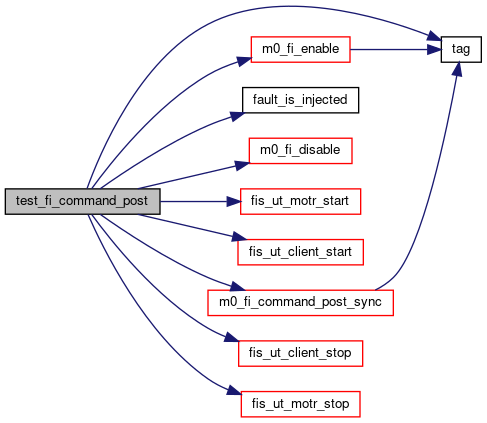 m0_fi_enable
tag
fault_is_injected
m0_fi_disable
test_fi_command_post
fis_ut_motr_start
fis_ut_client_start
m0_fi_command_post_sync
fis_ut_client_stop
fis_ut_motr_stop